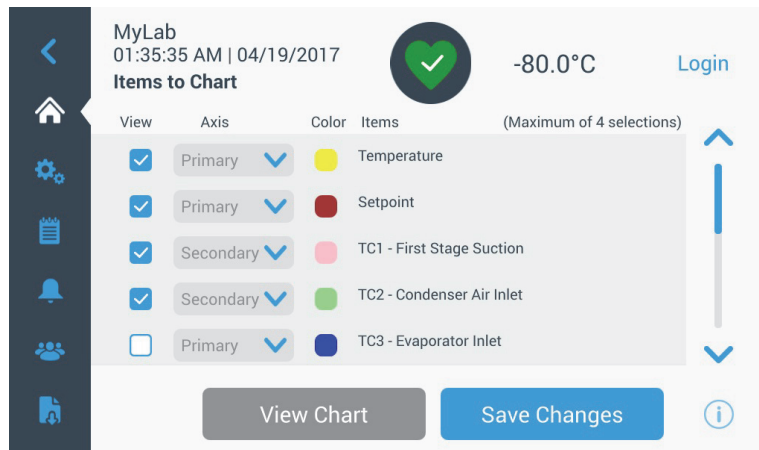 MyLab
01:35:35 AM | 04/19/2017
Items to Chart
-80.0°C
Login
View Axis Color Items (Maximum of 4 selections)
Primary Temperature
Primary Setpoint
Secondary TC1 - First Stage Suction
Secondary TC2 - Condenser Air Inlet
Primary TC3 - Evaporator Inlet
View Chart
Save Changes
i